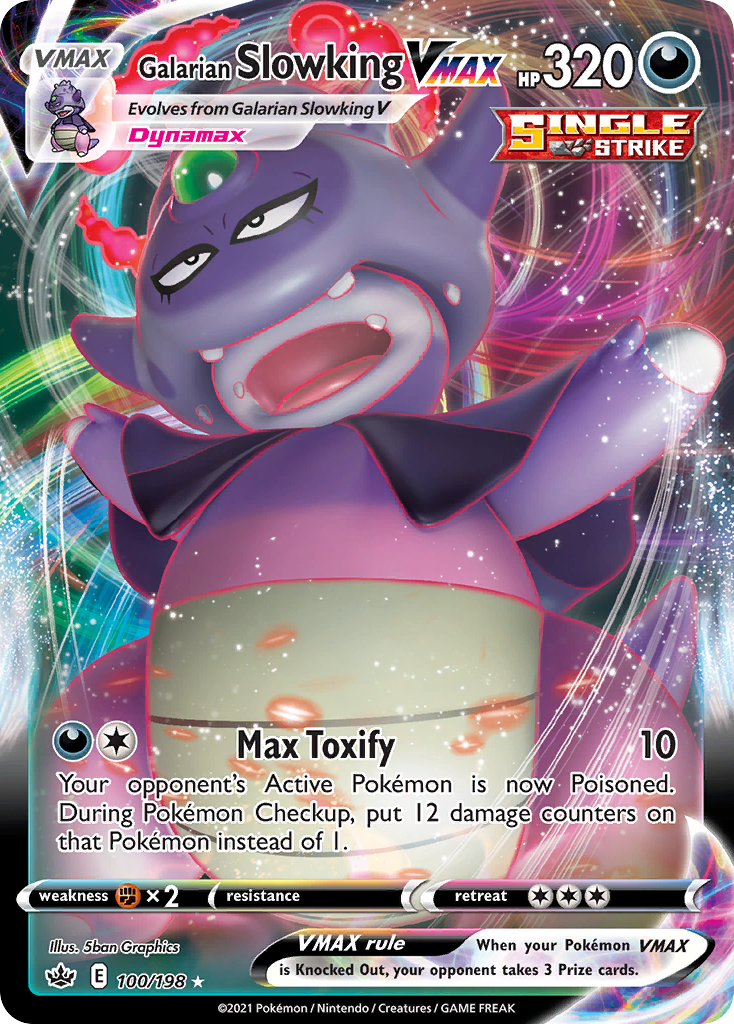 VMAX
Galarian Slowking VMAX HP 320
Evolves from Galarian Slowking V
Dynamax
SINGLE
STRIKE
Max Toxify 10
Your opponent's Active Pokémon is now Poisoned.
During Pokémon Checkup, put 12 damage counters on
that Pokémon instead of 1.
weakness ×2 resistance retreat
Illus. 5ban Graphics
VMAX rule When your Pokémon VMAX
is Knocked Out, your opponent takes 3 Prize cards.
E 100/198 ★
©2021 Pokémon / Nintendo / Creatures / GAME FREAK